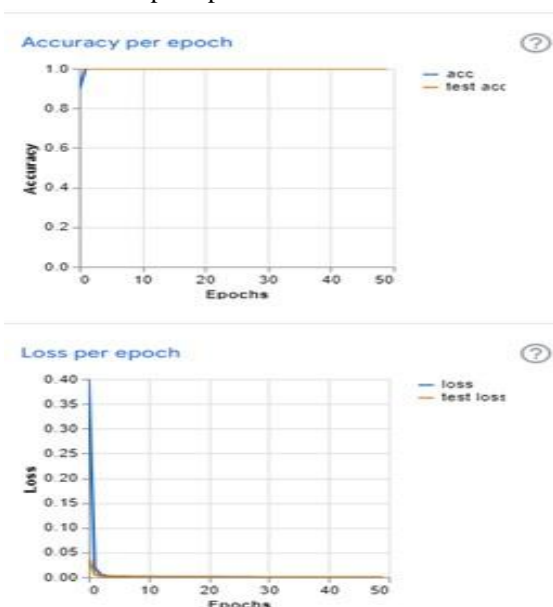 Accuracy per epoch
?
1.0
0.8
0.6
0.4
0.2
0.0
Accuracy
0 10 20 30 40 50
Epochs
acc
test acc
Loss per epoch
?
0.40
0.35
0.30
0.25
0.20
0.15
0.10
0.05
0.00
Loss
0 10 20 30 40 50
Epochs
loss
test loss